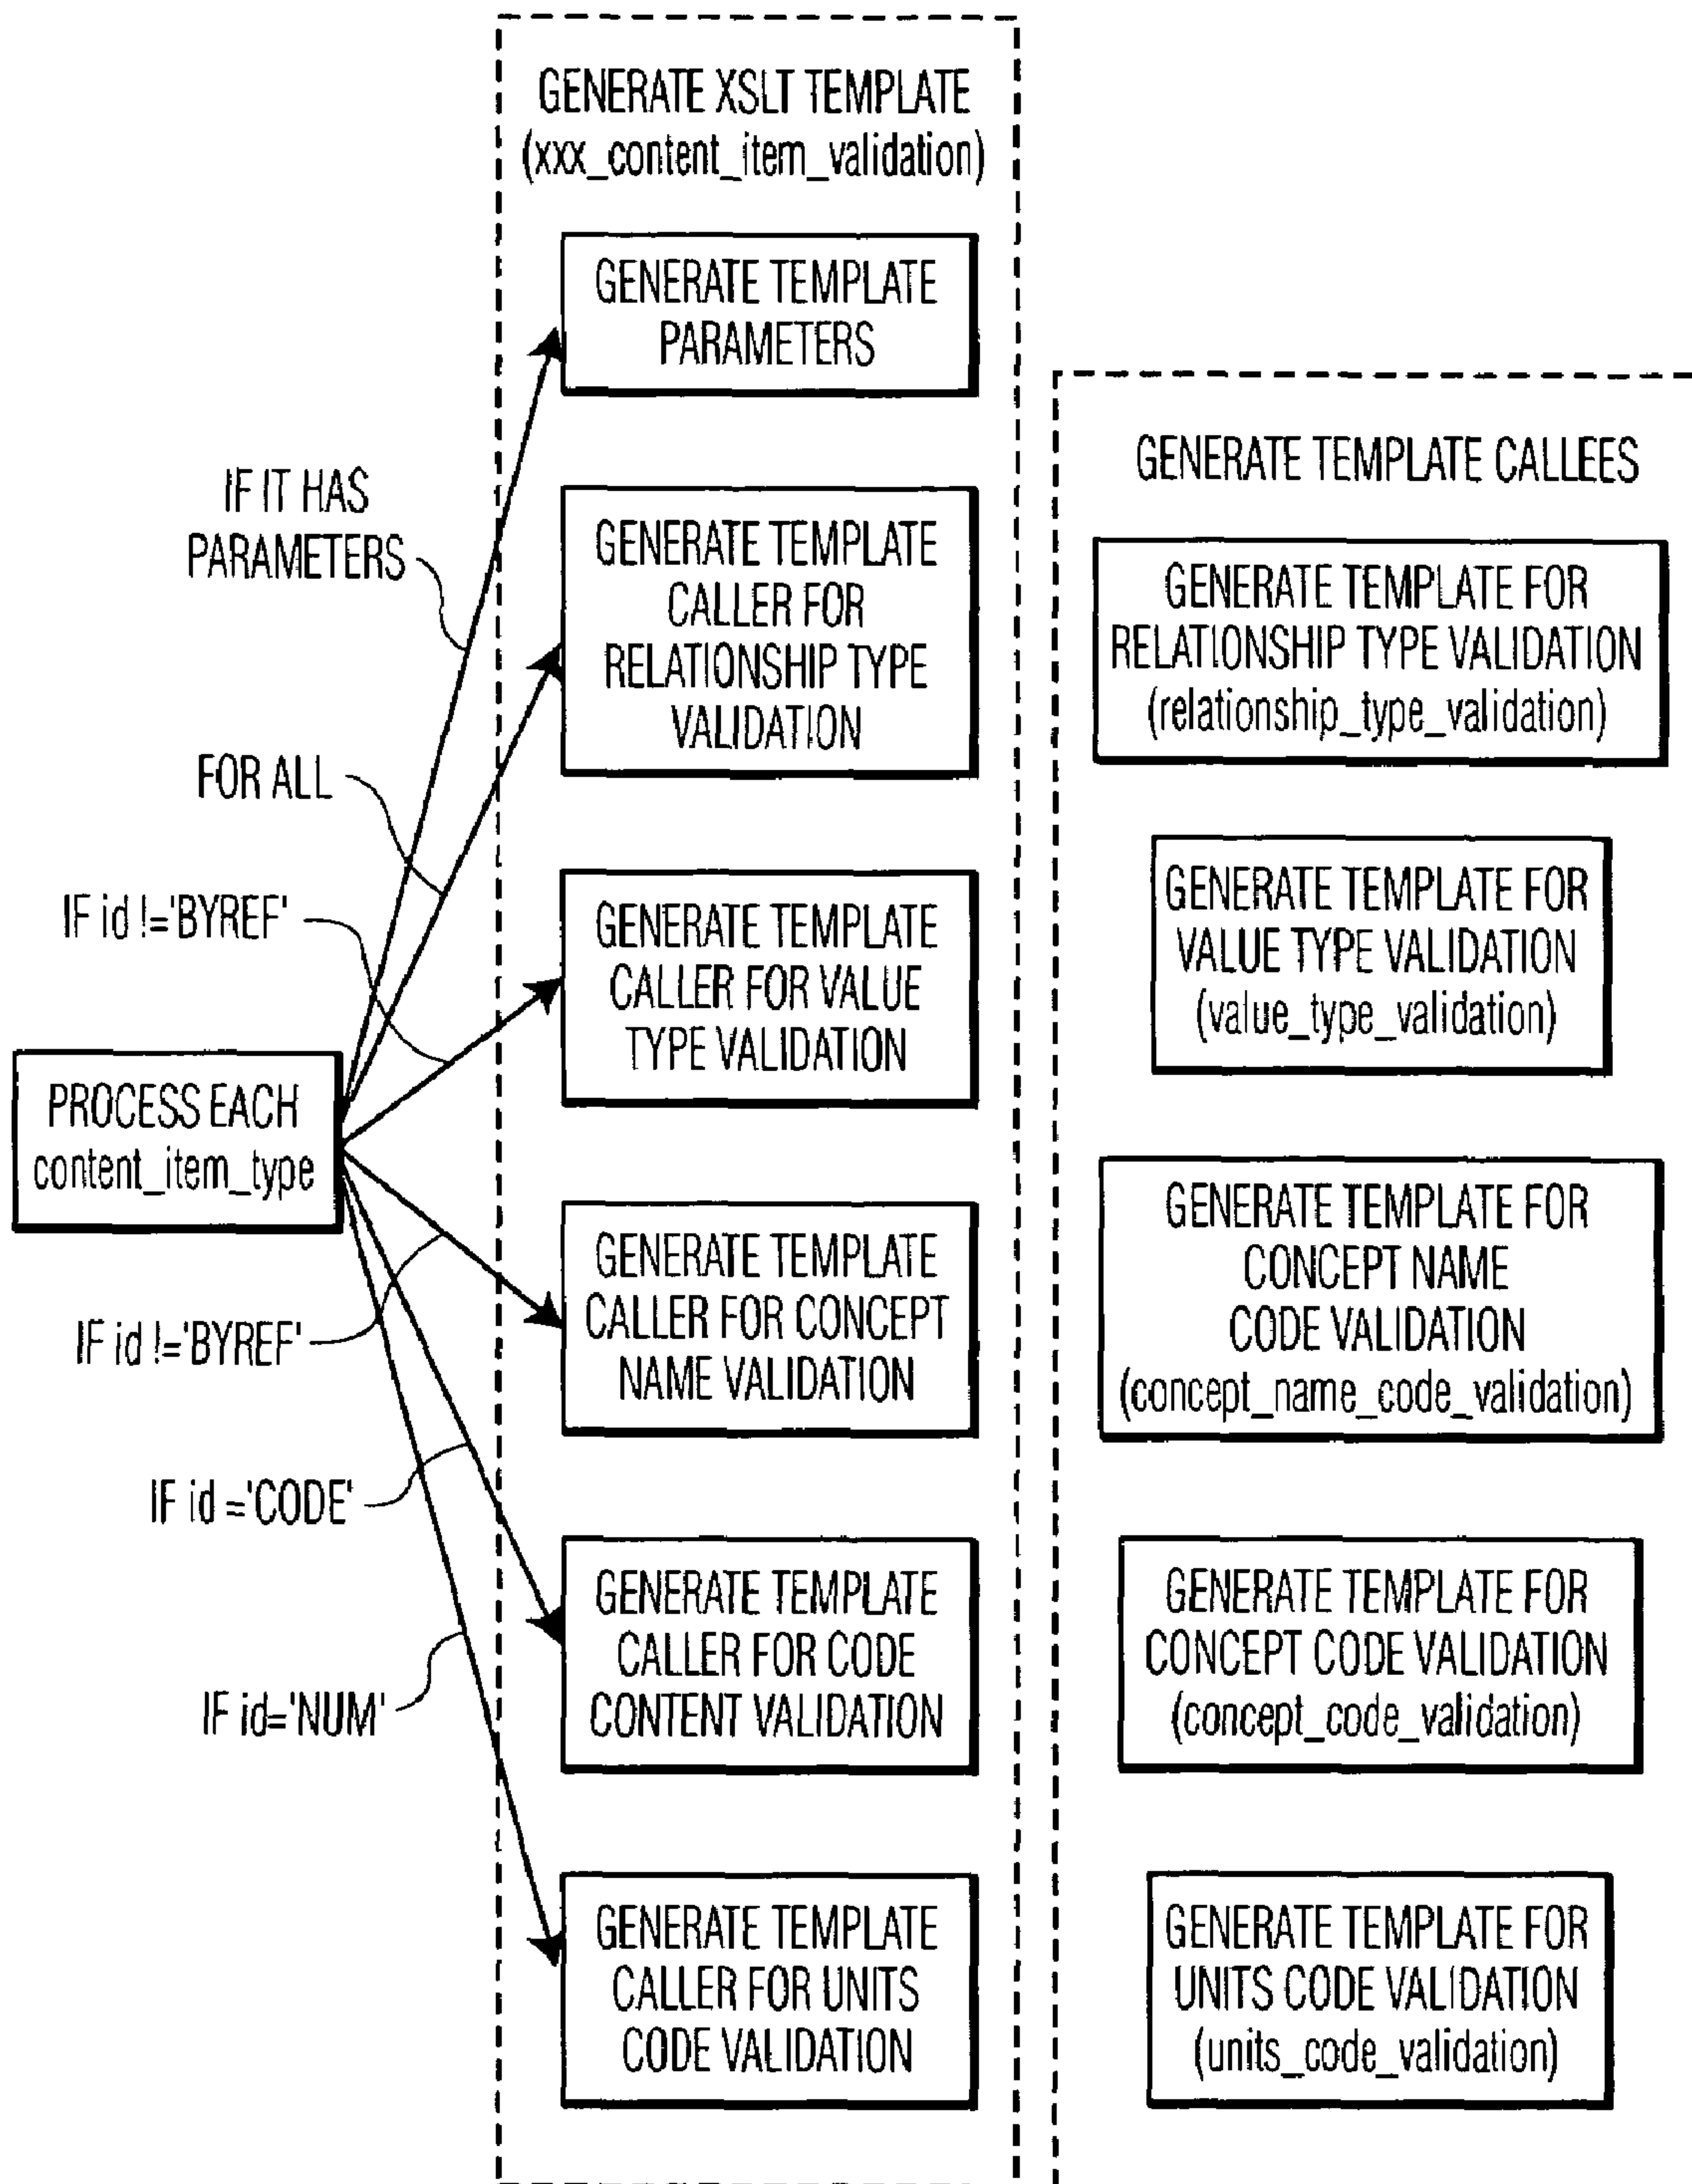 GENERATE XSLT TEMPLATE
(xxx_content_item_validation)
GENERATE TEMPLATE
PARAMETERS
GENERATE TEMPLATE
CALLER FOR
RELATIONSHIP TYPE
VALIDATION
GENERATE TEMPLATE
CALLER FOR VALUE
TYPE VALIDATION
GENERATE TEMPLATE
CALLER FOR CONCEPT
NAME VALIDATION
GENERATE TEMPLATE
CALLER FOR CODE
CONTENT VALIDATION
GENERATE TEMPLATE
CALLER FOR UNITS
CODE VALIDATION
IF IT HAS
PARAMETERS
FOR ALL
IF id !='BYREF'
PROCESS EACH
content_item_type
IF id !='BYREF'
IF id ='CODE'
IF id='NUM'
GENERATE TEMPLATE CALLEES
GENERATE TEMPLATE FOR
RELATIONSHIP TYPE VALIDATION
(relationship_type_validation)
GENERATE TEMPLATE FOR
VALUE TYPE VALIDATION
(value_type_validation)
GENERATE TEMPLATE FOR
CONCEPT NAME
CODE VALIDATION
(concept_name_code_validation)
GENERATE TEMPLATE FOR
CONCEPT CODE VALIDATION
(concept_code_validation)
GENERATE TEMPLATE FOR
UNITS CODE VALIDATION
(units_code_validation)